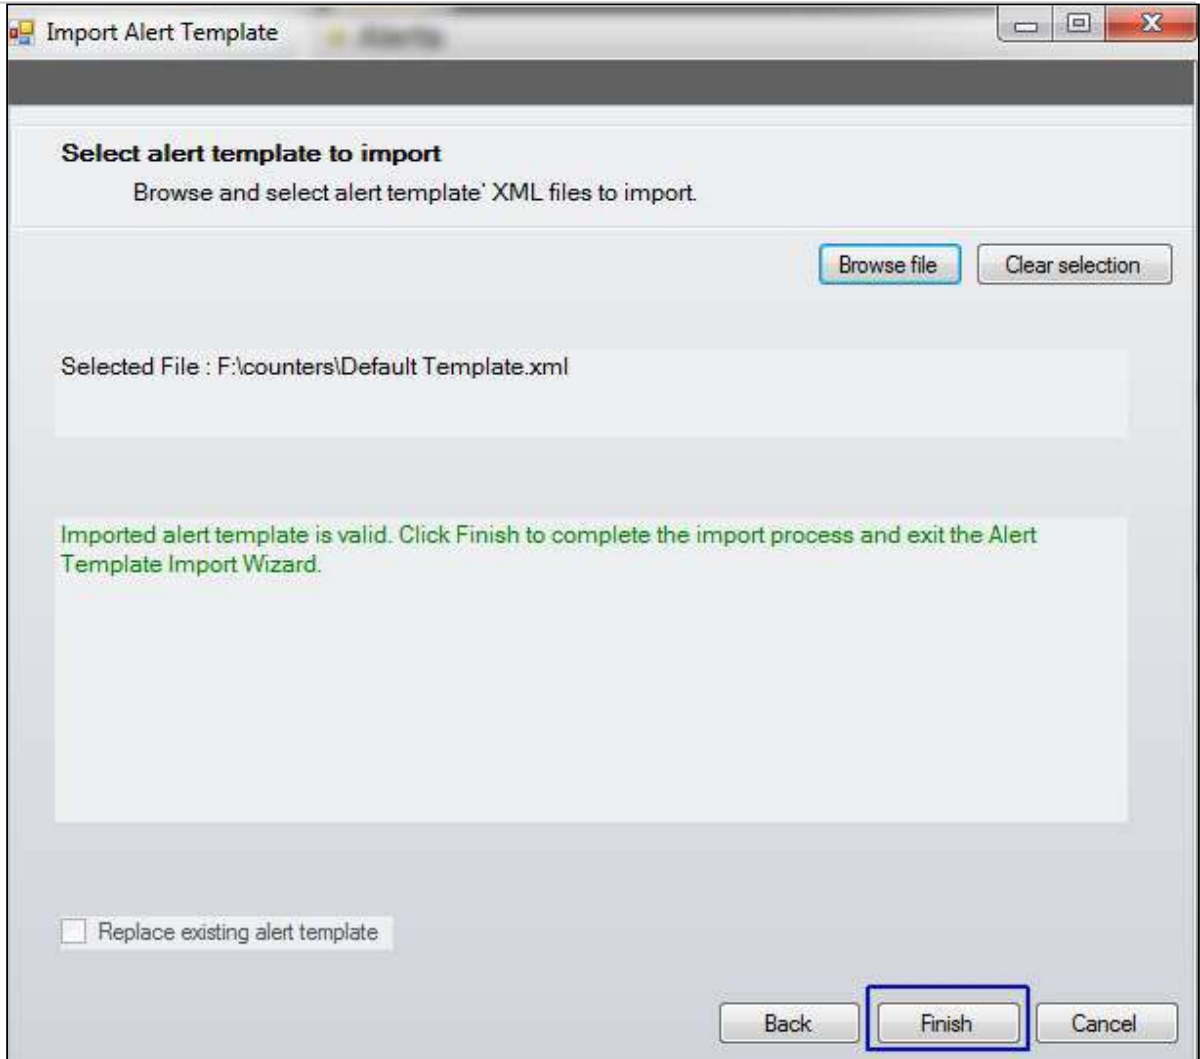 Import Alert Template
Alerts
Select alert template to import
Browse and select alert template' XML files to import.
Browse file
Clear selection
Selected File : F:\counters\Default Template.xml
Imported alert template is valid. Click Finish to complete the import process and exit the Alert
Template Import Wizard.
Replace existing alert template
Back
Finish
Cancel